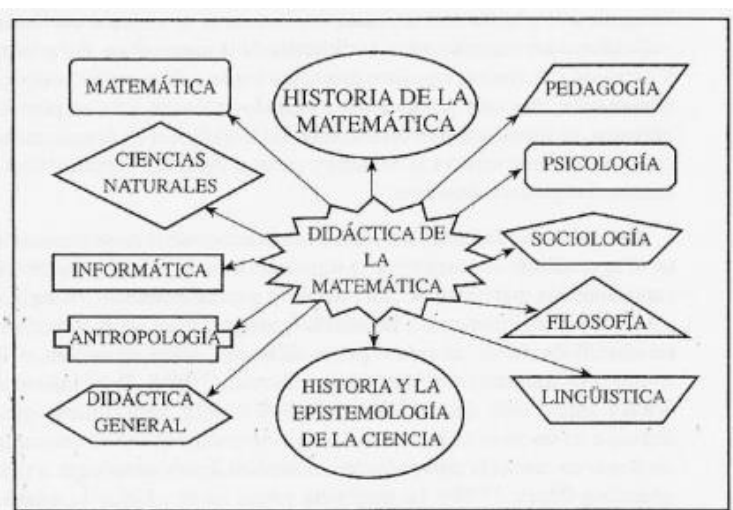 MATEMÁTICA
HISTORIA DE LA
MATEMÁTICA
PEDAGOGÍA
CIENCIAS
NATURALES
PSICOLOGÍA
DIDÁCTICA DE
LA
MATEMÁTICA
SOCIOLOGÍA
INFORMÁTICA
ANTROPOLOGÍA
FILOSOFÍA
DIDÁCTICA
GENERAL
HISTORIA Y LA
EPISTEMOLOGÍA
DE LA CIENCIA
LINGÜISTICA